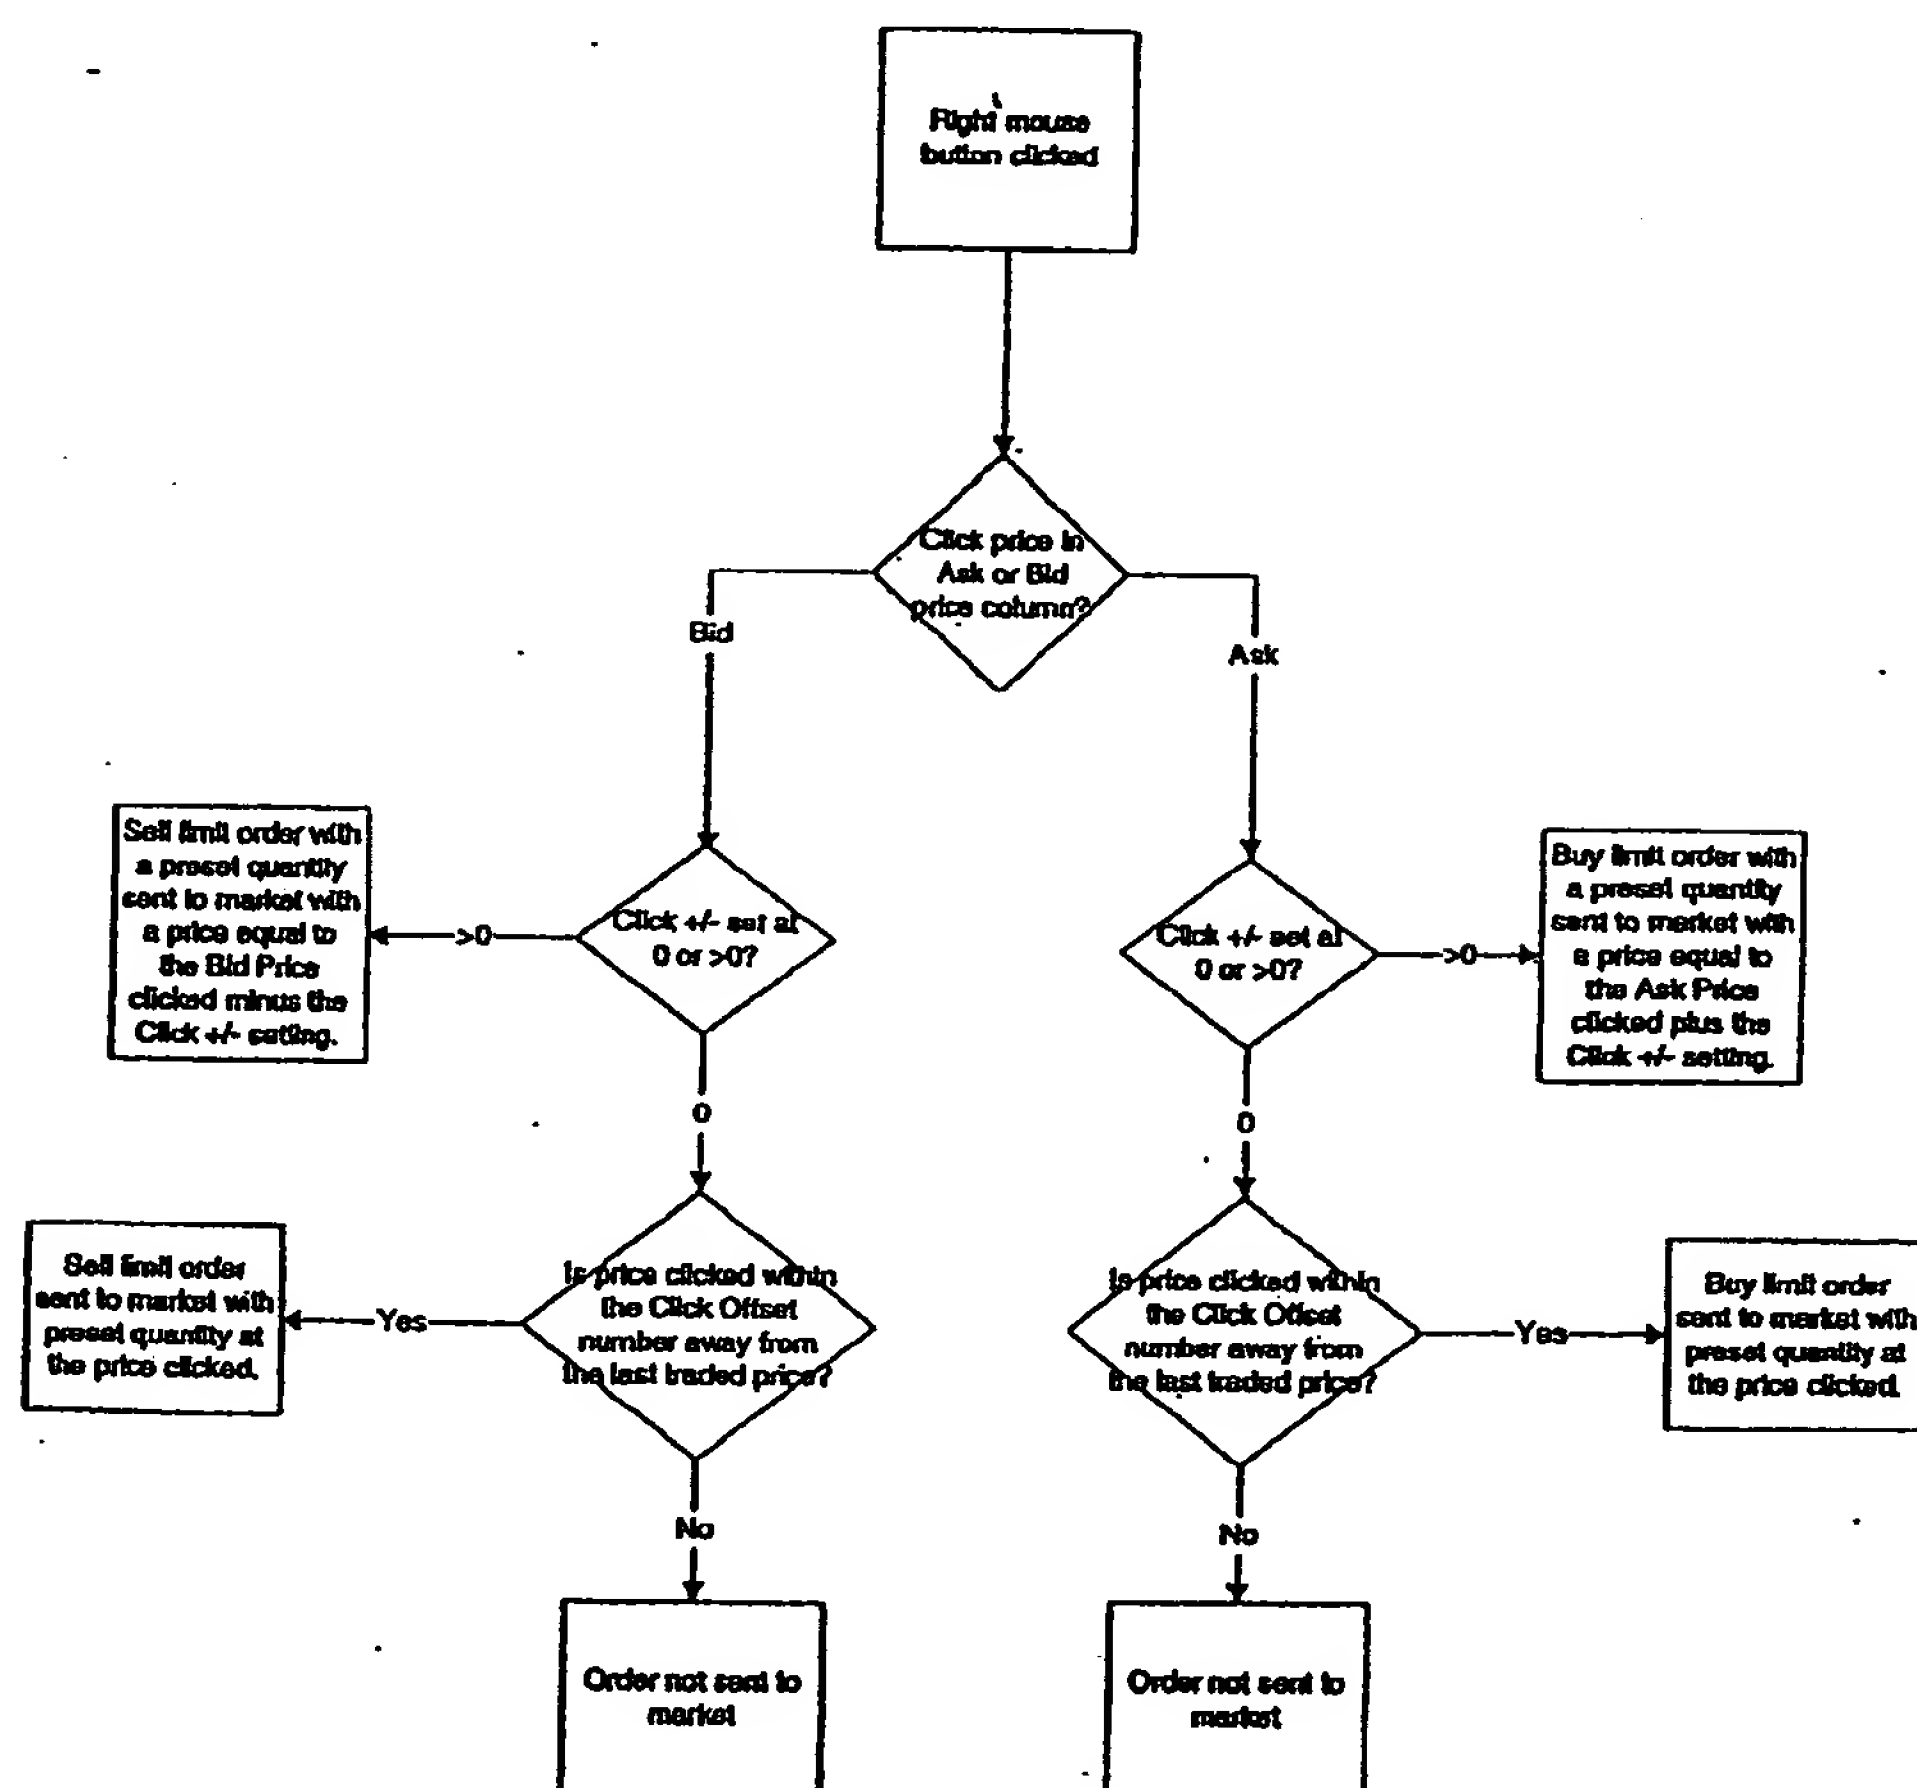 Right mouse
button clicked
Click price in
Ask or Bid
price column?
Bid
Ask
Sell limit order with
a preset quantity
sent to market with
a price equal to
the Bid Price
clicked minus the
Click +/- setting.
>0
Click +/- set at
0 or >0?
Click +/- set at
0 or >0?
>0
Buy limit order with
a preset quantity
sent to market with
a price equal to
the Ask Price
clicked plus the
Click +/- setting.
0
0
Sell limit order
sent to market with
preset quantity at
the price clicked.
Yes
Is price clicked within
the Click Offset
number away from
the last traded price?
Is price clicked within
the Click Offset
number away from
the last traded price?
Yes
Buy limit order
sent to market with
preset quantity at
the price clicked.
No
No
Order not sent to
market
Order not sent to
market